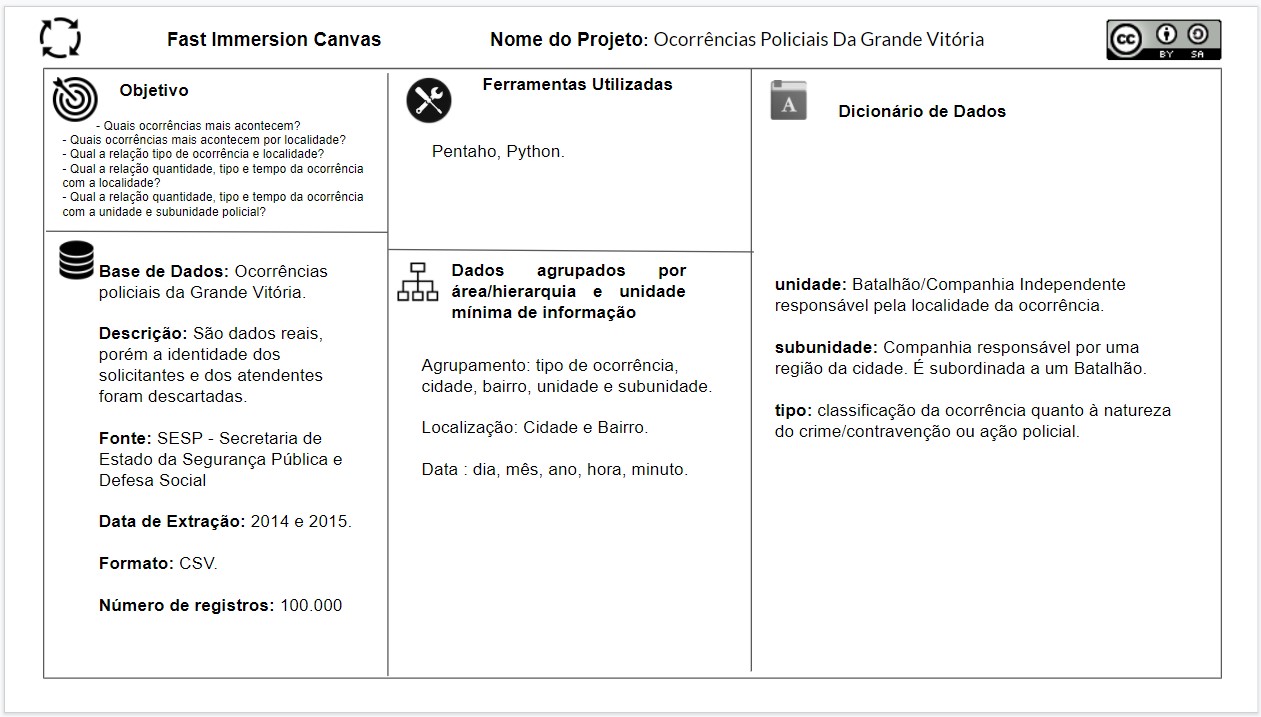 Fast Immersion Canvas
Nome do Projeto: Ocorrências Policiais Da Grande Vitória
cc
BY SA
Objetivo
- Quais ocorrências mais acontecem?
- Quais ocorrências mais acontecem por localidade?
- Qual a relação tipo de ocorrência e localidade?
- Qual a relação quantidade, tipo e tempo da ocorrência
com a localidade?
- Qual a relação quantidade, tipo e tempo da ocorrência
com a unidade e subunidade policial?
Base de Dados: Ocorrências
policiais da Grande Vitória.
Descrição: São dados reais,
porém a identidade dos
solicitantes e dos atendentes
foram descartadas.
Fonte: SESP - Secretaria de
Estado da Segurança Pública e
Defesa Social
Data de Extração: 2014 e 2015.
Formato: CSV.
Número de registros: 100.000
Ferramentas Utilizadas
Pentaho, Python.
Dados agrupados por
área/hierarquia e unidade
mínima de informação
Agrupamento: tipo de ocorrência,
cidade, bairro, unidade e subunidade.
Localização: Cidade e Bairro.
Data : dia, mês, ano, hora, minuto.
A
Dicionário de Dados
unidade: Batalhão/Companhia Independente
responsável pela localidade da ocorrência.
subunidade: Companhia responsável por uma
região da cidade. É subordinada a um Batalhão.
tipo: classificação da ocorrência quanto à natureza
do crime/contravenção ou ação policial.